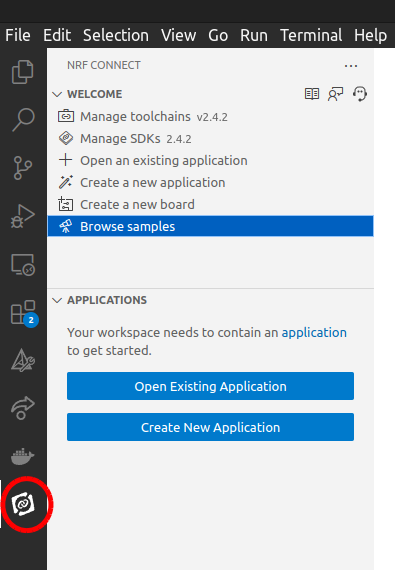 File Edit Selection View Go Run Terminal Help
NRF CONNECT
WELCOME
Manage toolchains v2.4.2
Manage SDKs 2.4.2
Open an existing application
Create a new application
Create a new board
Browse samples
2
APPLICATIONS
Your workspace needs to contain an application
to get started.
Open Existing Application
Create New Application